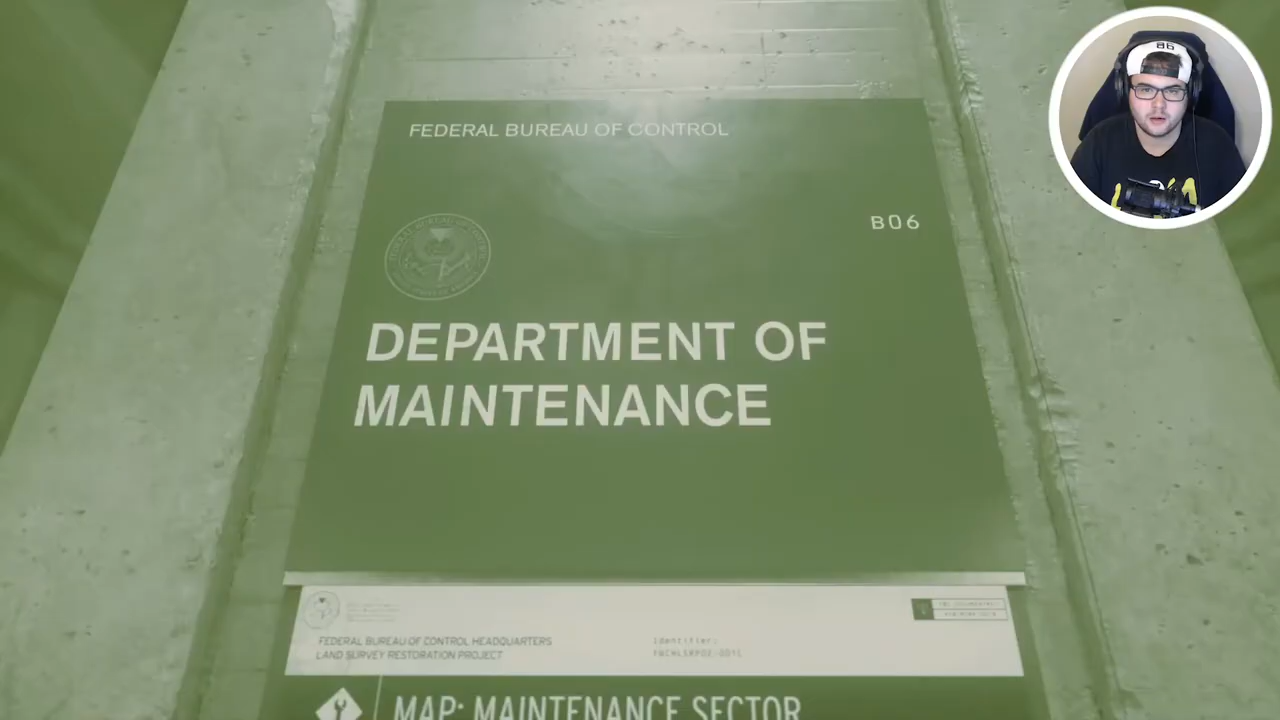 FEDERAL BUREAU OF CONTROL
B06
DEPARTMENT OF
MAINTENANCE
FEDERAL BUREAU OF CONTROL HEADQUARTERS
LAND SURVEY RESTORATION PROJECT
Identifier:
MAP: MAINTENANCE SECTOR
86